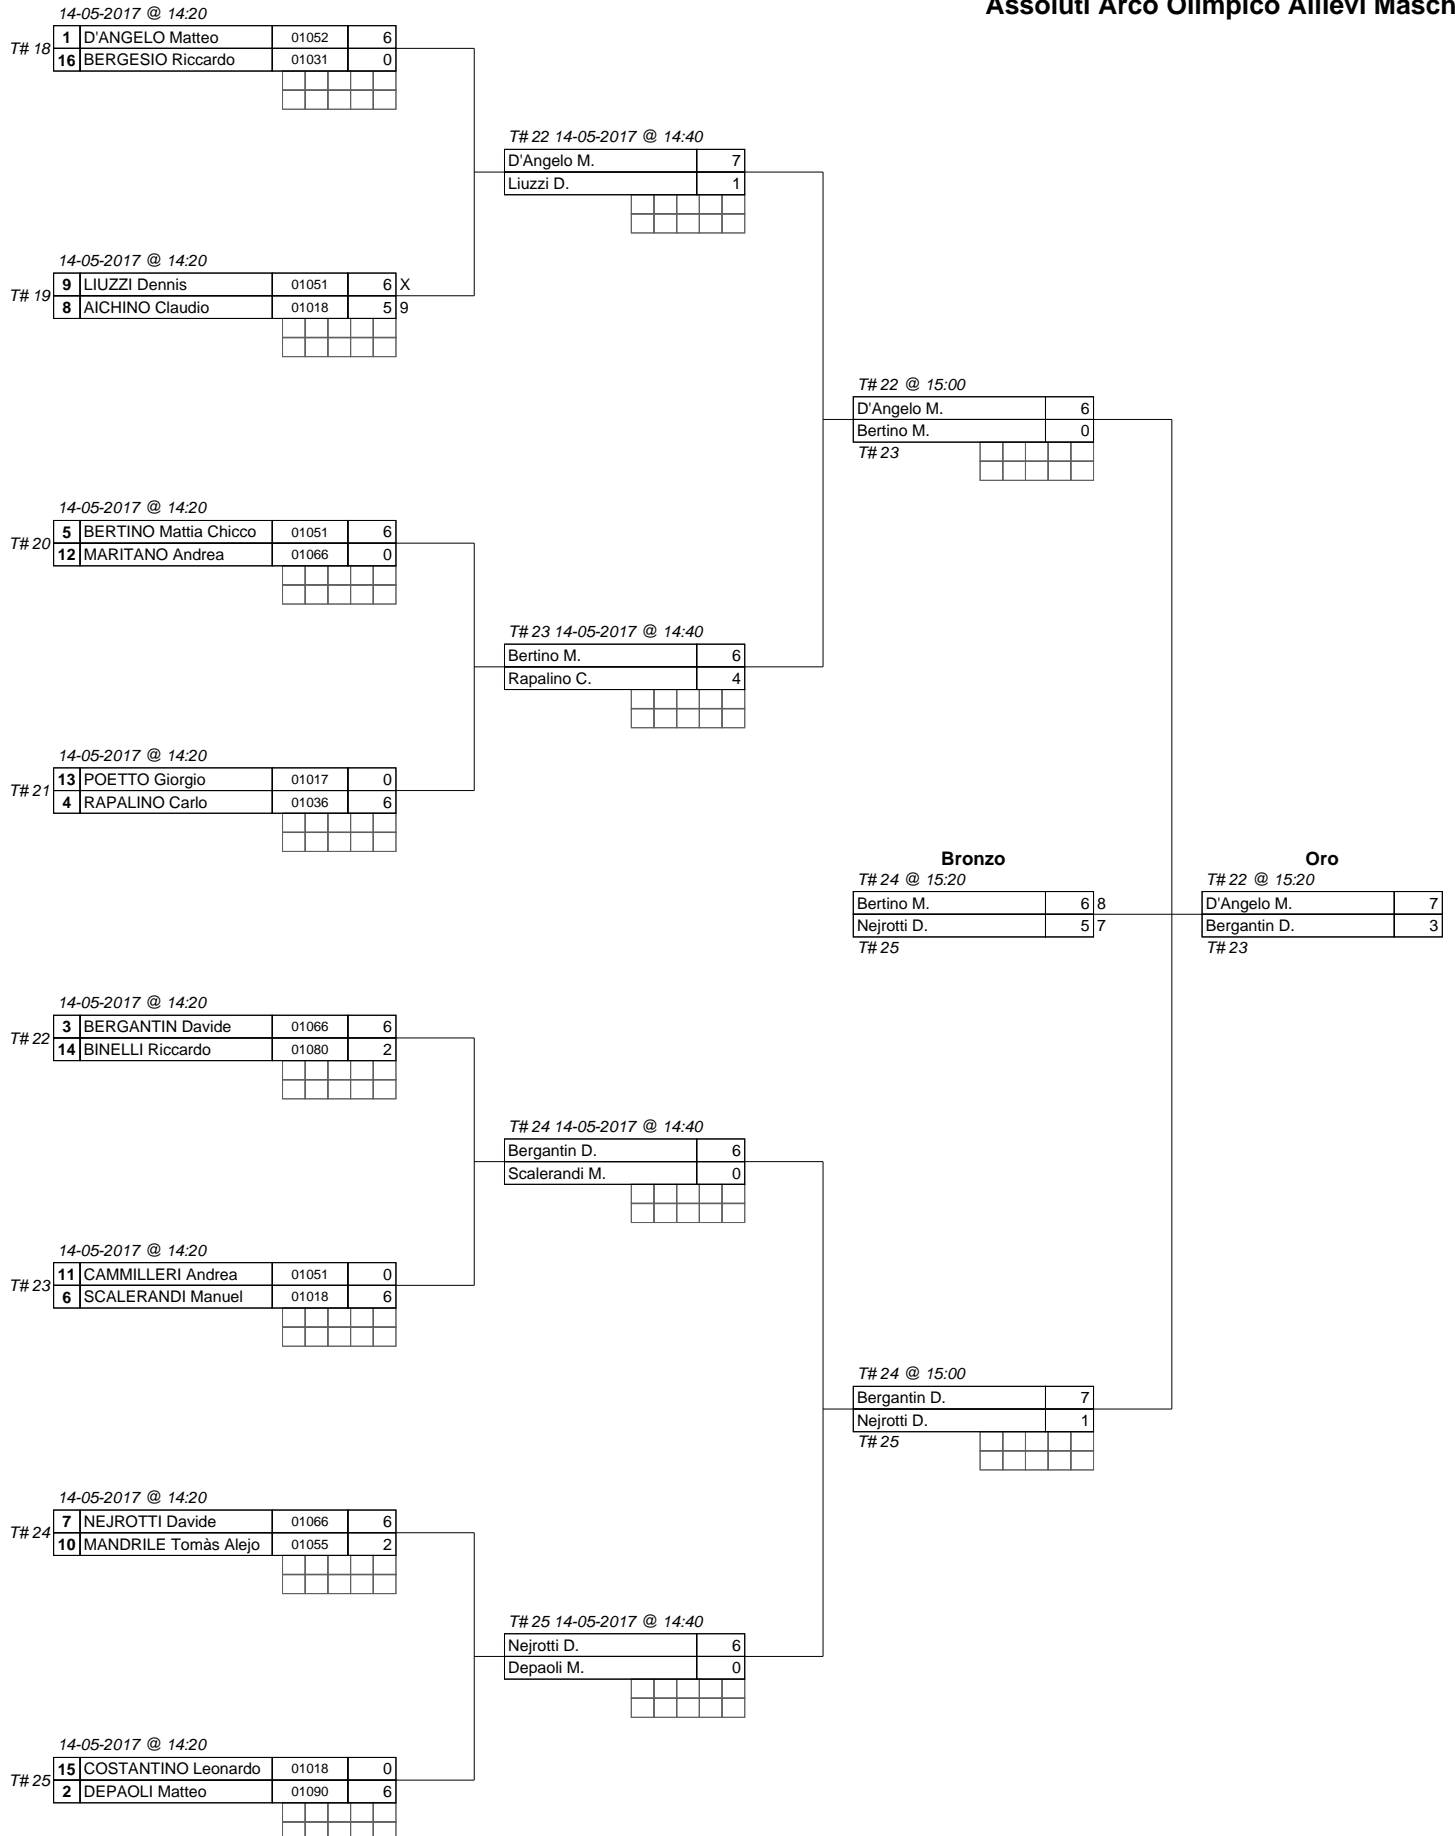 Assoluti Arco Olimpico Allievi Masch
14-05-2017 @ 14:20
T# 18
1 D'ANGELO Matteo 01052 6
16 BERGESIO Riccardo 01031 0
T# 22 14-05-2017 @ 14:40
D'Angelo M. 7
Liuzzi D. 1
14-05-2017 @ 14:20
T# 19
9 LIUZZI Dennis 01051 6 X
8 AICHINO Claudio 01018 5 9
T# 22 @ 15:00
D'Angelo M. 6
Bertino M. 0
T# 23
14-05-2017 @ 14:20
T# 20
5 BERTINO Mattia Chicco 01051 6
12 MARITANO Andrea 01066 0
T# 23 14-05-2017 @ 14:40
Bertino M. 6
Rapalino C. 4
14-05-2017 @ 14:20
T# 21
13 POETTO Giorgio 01017 0
4 RAPALINO Carlo 01036 6
Bronzo
T# 24 @ 15:20
Bertino M. 6 8
Nejrotti D. 5 7
T# 25
Oro
T# 22 @ 15:20
D'Angelo M. 7
Bergantin D. 3
T# 23
14-05-2017 @ 14:20
T# 22
3 BERGANTIN Davide 01066 6
14 BINELLI Riccardo 01080 2
T# 24 14-05-2017 @ 14:40
Bergantin D. 6
Scalerandi M. 0
14-05-2017 @ 14:20
T# 23
11 CAMMILLERI Andrea 01051 0
6 SCALERANDI Manuel 01018 6
T# 24 @ 15:00
Bergantin D. 7
Nejrotti D. 1
T# 25
14-05-2017 @ 14:20
T# 24
7 NEJROTTI Davide 01066 6
10 MANDRILE Tomàs Alejo 01055 2
T# 25 14-05-2017 @ 14:40
Nejrotti D. 6
Depaoli M. 0
14-05-2017 @ 14:20
T# 25
15 COSTANTINO Leonardo 01018 0
2 DEPAOLI Matteo 01090 6